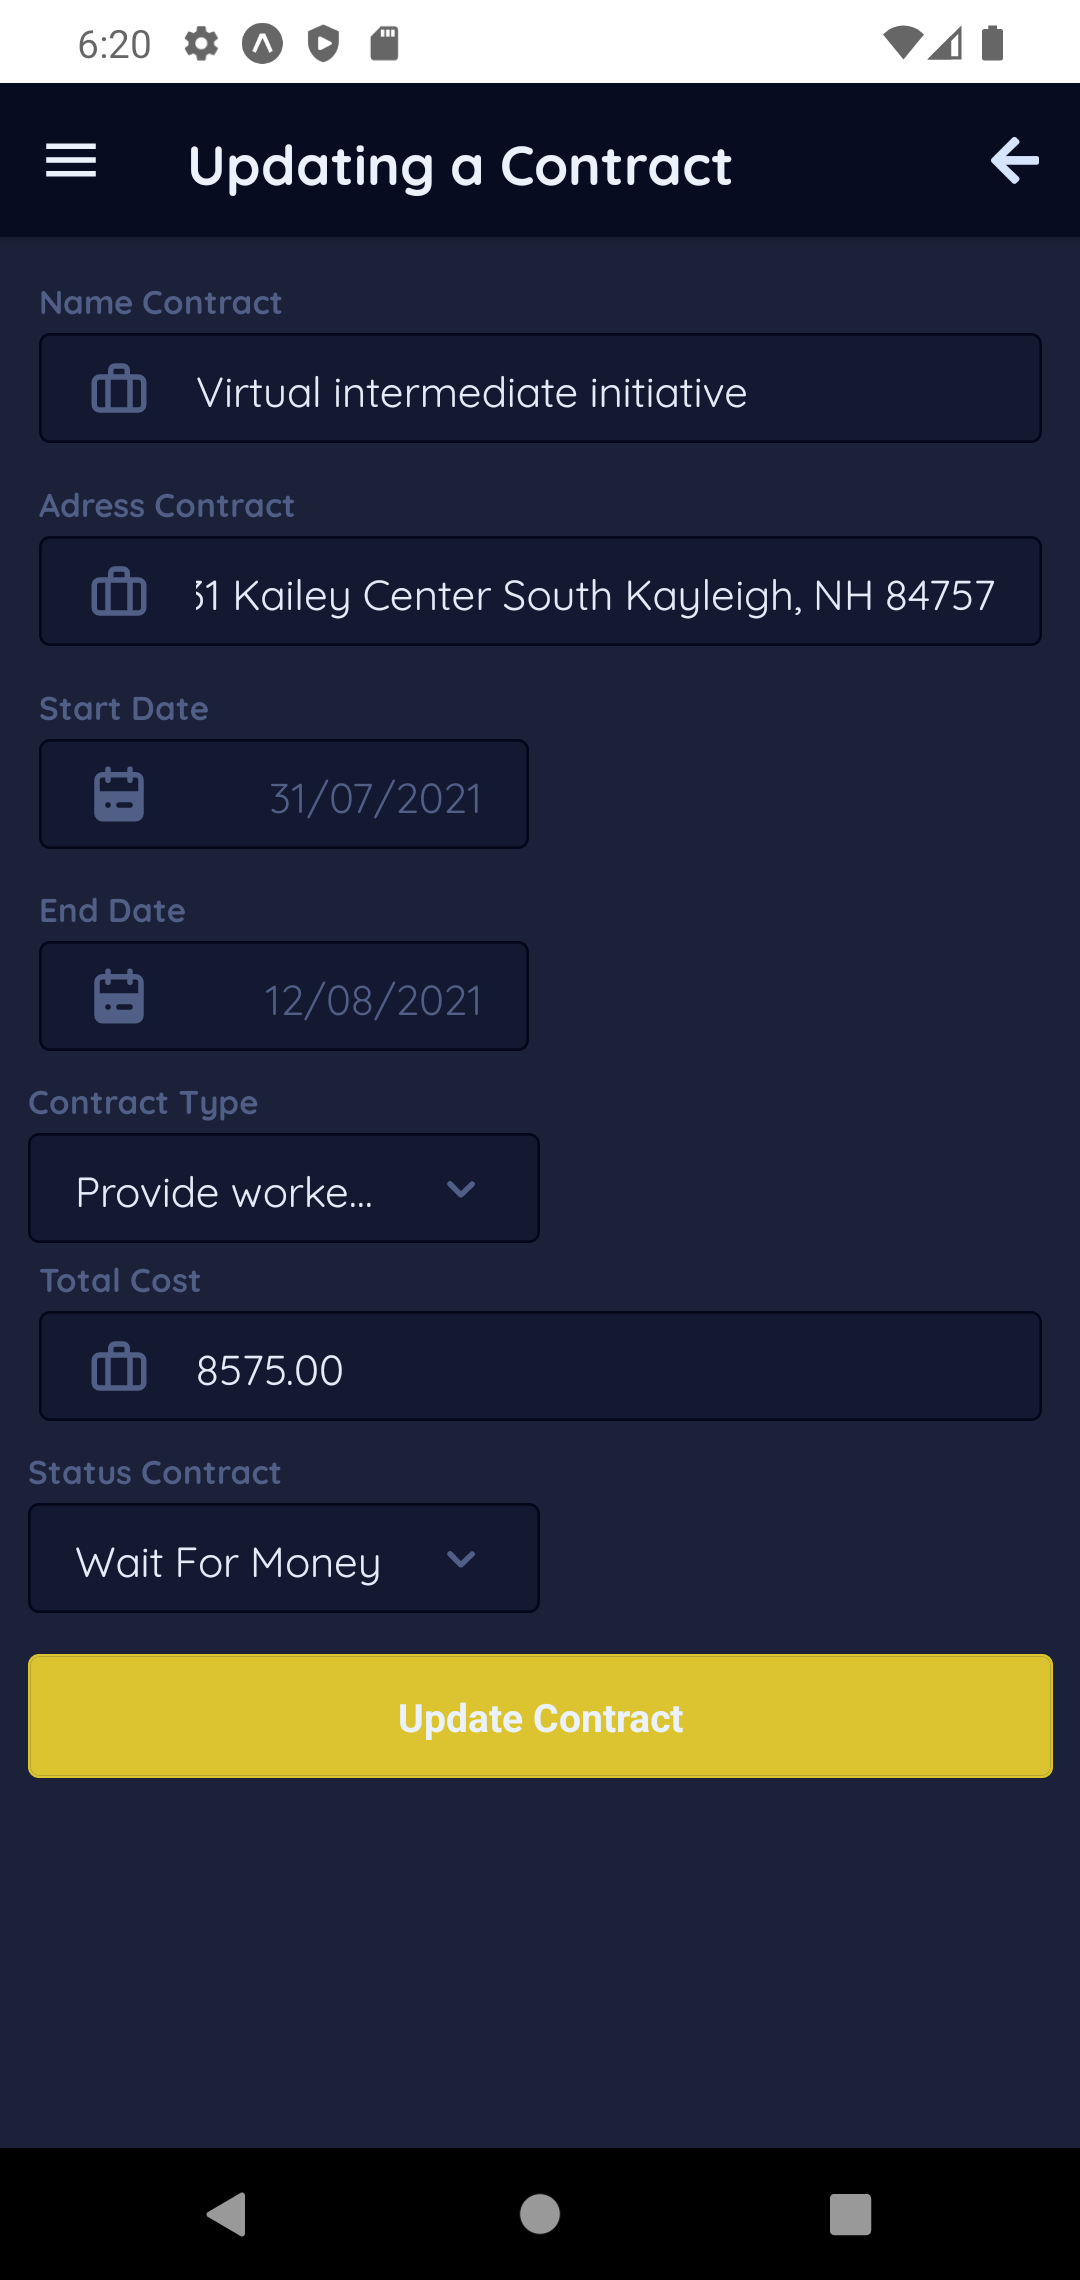 6:20
Updating a Contract
Name Contract
Virtual intermediate initiative
Adress Contract
31 Kailey Center South Kayleigh, NH 84757
Start Date
31/07/2021
End Date
12/08/2021
Contract Type
Provide worke...
Total Cost
8575.00
Status Contract
Wait For Money
Update Contract